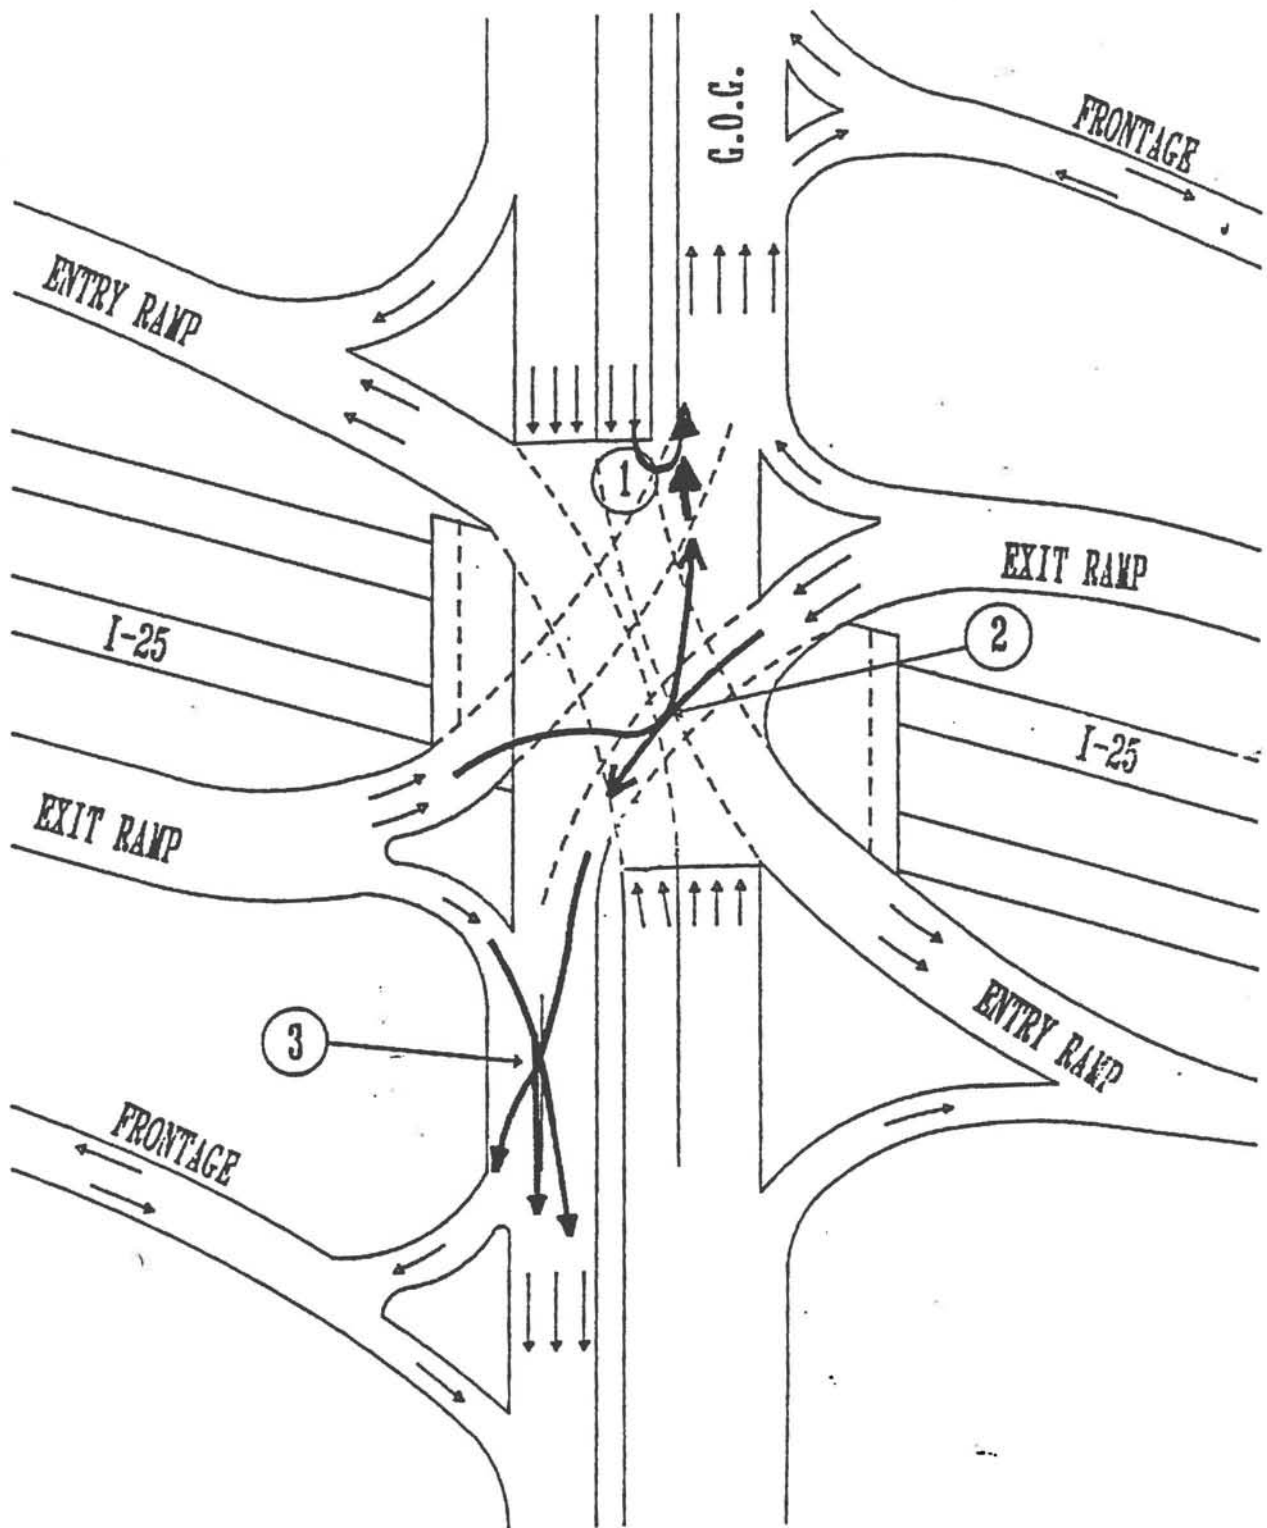 G.O.G.
FRONTAGE
ENTRY RAMP
1
EXIT RAMP
2
I-25
I-25
EXIT RAMP
ENTRY RAMP
3
FRONTAGE